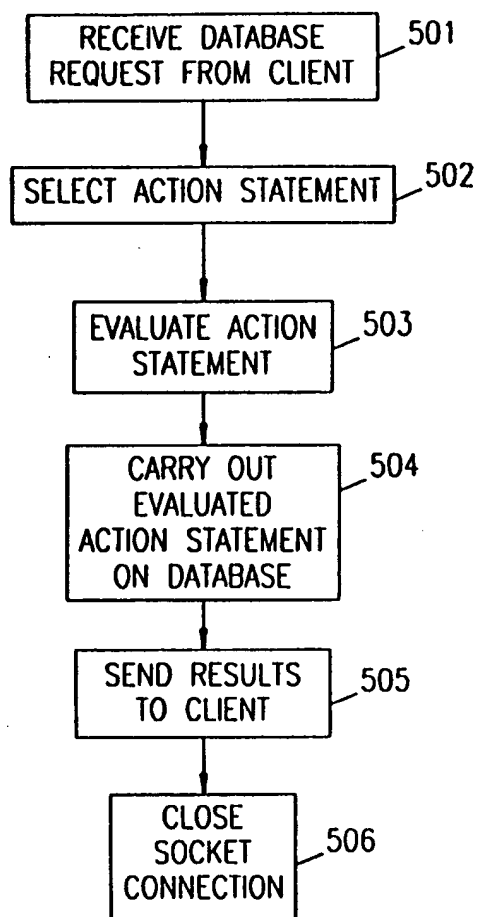 RECEIVE DATABASE
REQUEST FROM CLIENT
501
SELECT ACTION STATEMENT
502
EVALUATE ACTION
STATEMENT
503
CARRY OUT
EVALUATED
ACTION STATEMENT
ON DATABASE
504
SEND RESULTS
TO CLIENT
505
CLOSE
SOCKET
CONNECTION
506